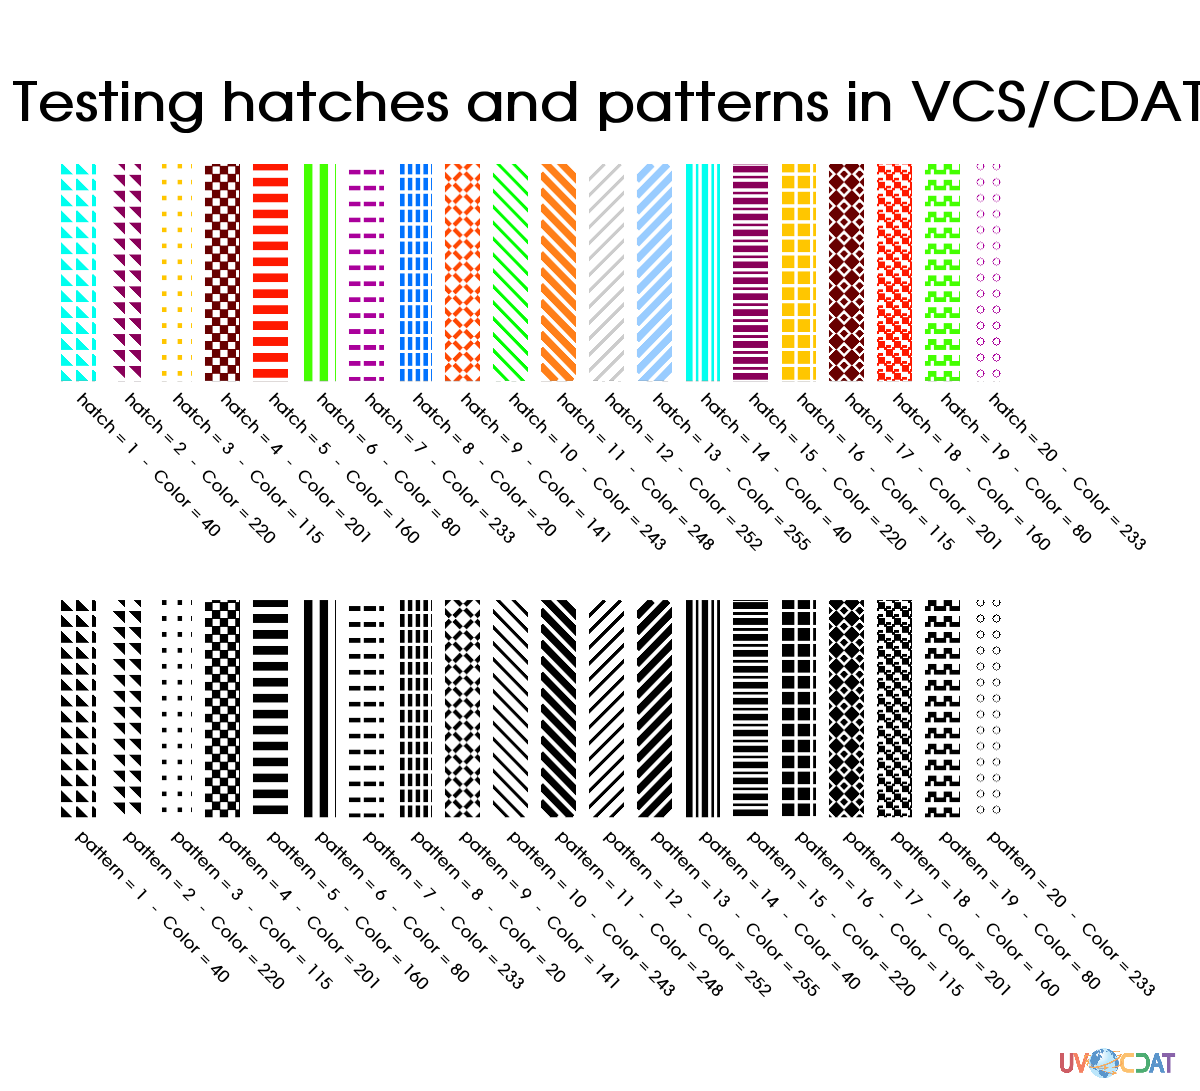 Testing hatches and patterns in VCS/CDAT
hatch = 1 - Color = 40
hatch = 2 - Color = 220
hatch = 3 - Color = 115
hatch = 4 - Color = 201
hatch = 5 - Color = 160
hatch = 6 - Color = 80
hatch = 7 - Color = 233
hatch = 8 - Color = 20
hatch = 9 - Color = 141
hatch = 10 - Color = 243
hatch = 11 - Color = 248
hatch = 12 - Color = 252
hatch = 13 - Color = 255
hatch = 14 - Color = 40
hatch = 15 - Color = 220
hatch = 16 - Color = 115
hatch = 17 - Color = 201
hatch = 18 - Color = 160
hatch = 19 - Color = 80
hatch = 20 - Color = 233
pattern = 1 - Color = 40
pattern = 2 - Color = 220
pattern = 3 - Color = 115
pattern = 4 - Color = 201
pattern = 5 - Color = 160
pattern = 6 - Color = 80
pattern = 7 - Color = 233
pattern = 8 - Color = 20
pattern = 9 - Color = 141
pattern = 10 - Color = 243
pattern = 11 - Color = 248
pattern = 12 - Color = 252
pattern = 13 - Color = 255
pattern = 14 - Color = 40
pattern = 15 - Color = 220
pattern = 16 - Color = 115
pattern = 17 - Color = 201
pattern = 18 - Color = 160
pattern = 19 - Color = 80
pattern = 20 - Color = 233
UV CDAT